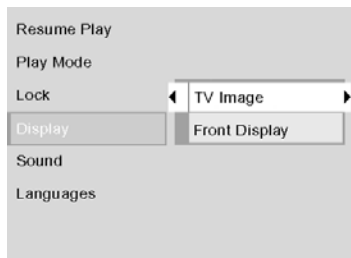 Resume Play
Play Mode
Lock
TV Image
Display
Front Display
Sound
Languages